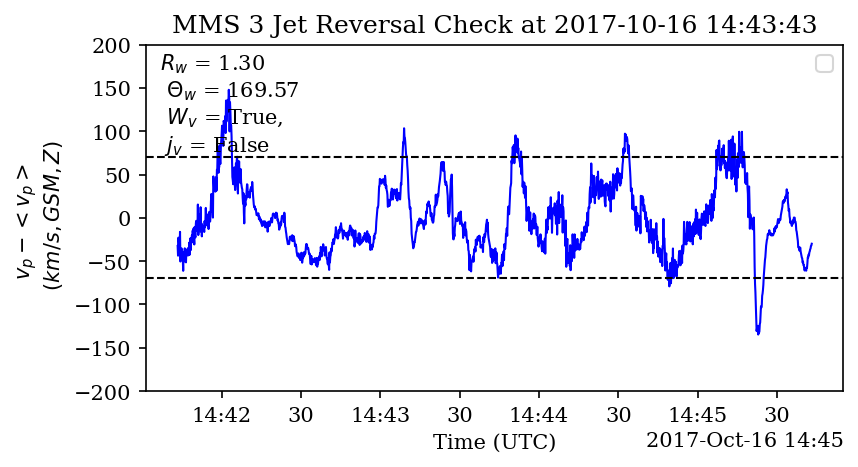 MMS 3 Jet Reversal Check at 2017-10-16 14:43:43
R_w = 1.30
Θ_w = 169.57
W_v = True,
j_v = False
v_p − < v_p >
(km/s, GSM, Z)
200
150
100
50
0
−50
−100
−150
−200
14:42 30 14:43 30 14:44 30 14:45 30
Time (UTC)
2017-Oct-16 14:45